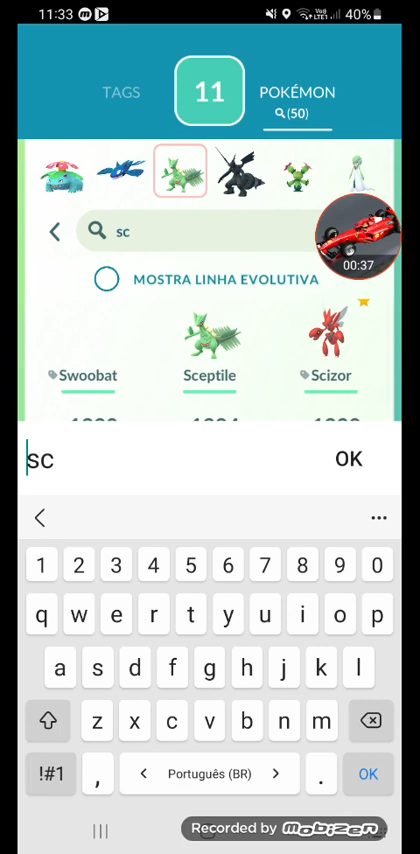 11:33 40%
TAGS 11 POKÉMON
(50)
sc
00:37
MOSTRA LINHA EVOLUTIVA
Swoobat Sceptile Scizor
sc OK
1 2 3 4 5 6 7 8 9 0
q w e r t y u i o p
a s d f g h j k l
z x c v b n m
!#1 , Português (BR) . OK
Recorded by mobizen